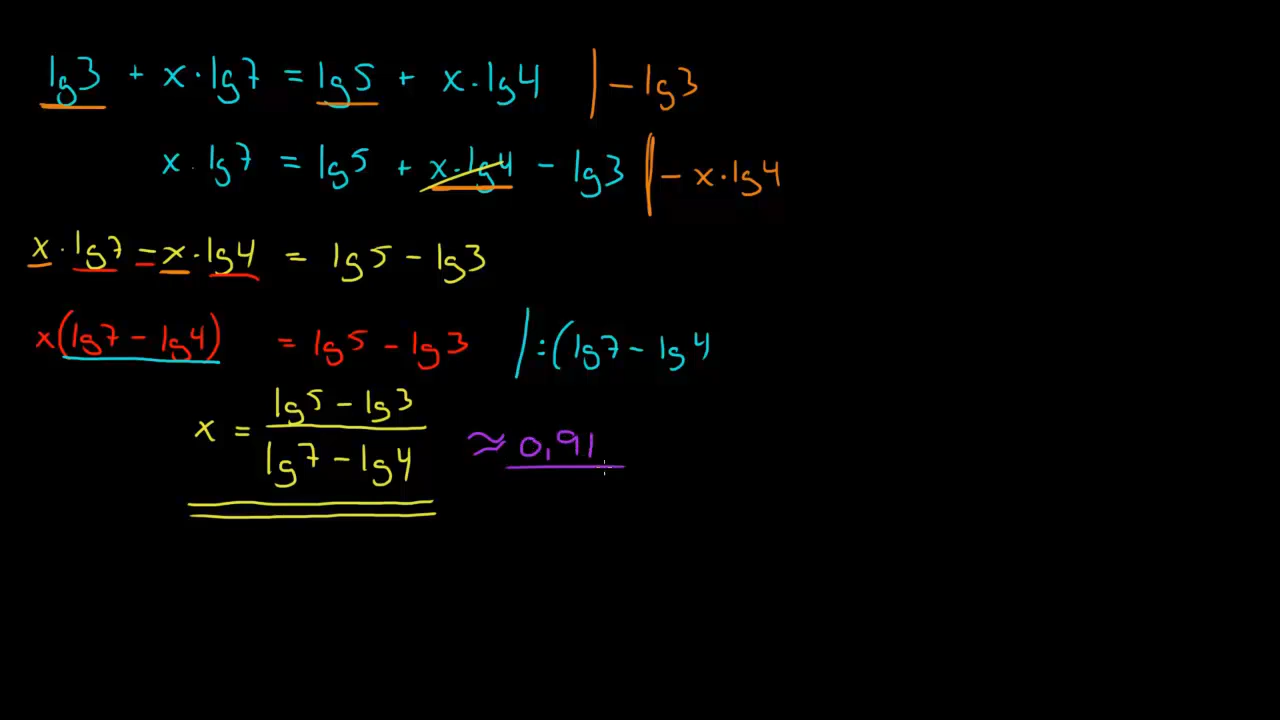 lg3 + x·lg7 = lg5 + x·lg4 | - lg3
x·lg7 = lg5 + x·lg4 - lg3 | - x·lg4
x·lg7 - x·lg4 = lg5 - lg3
x(lg7 - lg4) = lg5 - lg3 | :(lg7 - lg4
lg5 - lg3
x = ≈ 0,91
lg7 - lg4